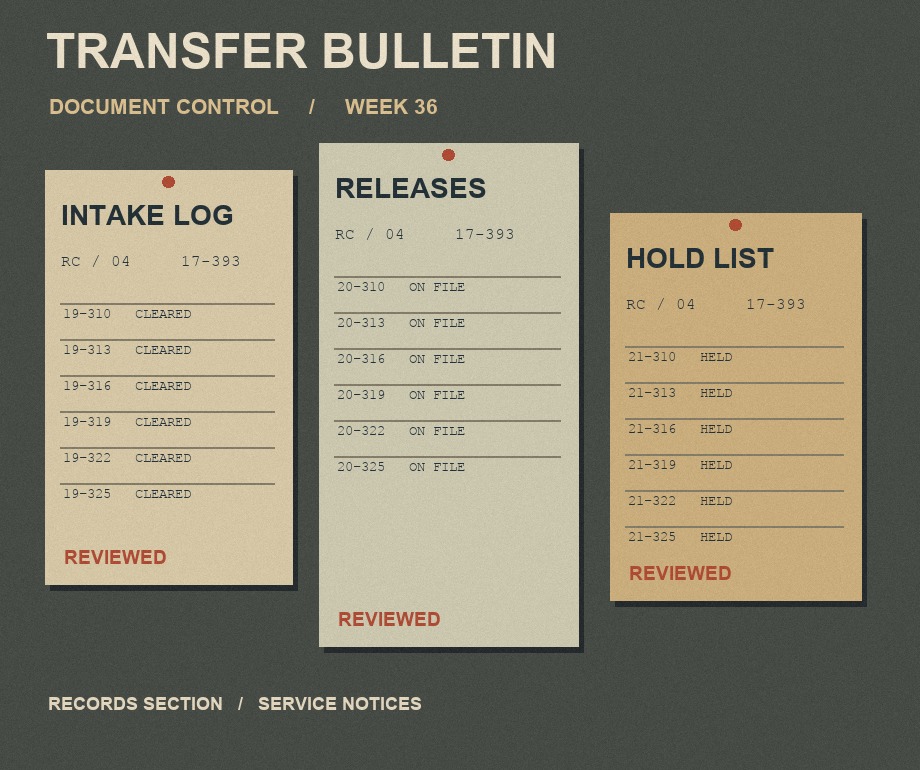 TRANSFER BULLETIN
DOCUMENT CONTROL / WEEK 36
INTAKE LOG
RC / 04 17-393
19-310 CLEARED
19-313 CLEARED
19-316 CLEARED
19-319 CLEARED
19-322 CLEARED
19-325 CLEARED
REVIEWED
RELEASES
RC / 04 17-393
20-310 ON FILE
20-313 ON FILE
20-316 ON FILE
20-319 ON FILE
20-322 ON FILE
20-325 ON FILE
REVIEWED
HOLD LIST
RC / 04 17-393
21-310 HELD
21-313 HELD
21-316 HELD
21-319 HELD
21-322 HELD
21-325 HELD
REVIEWED
RECORDS SECTION / SERVICE NOTICES